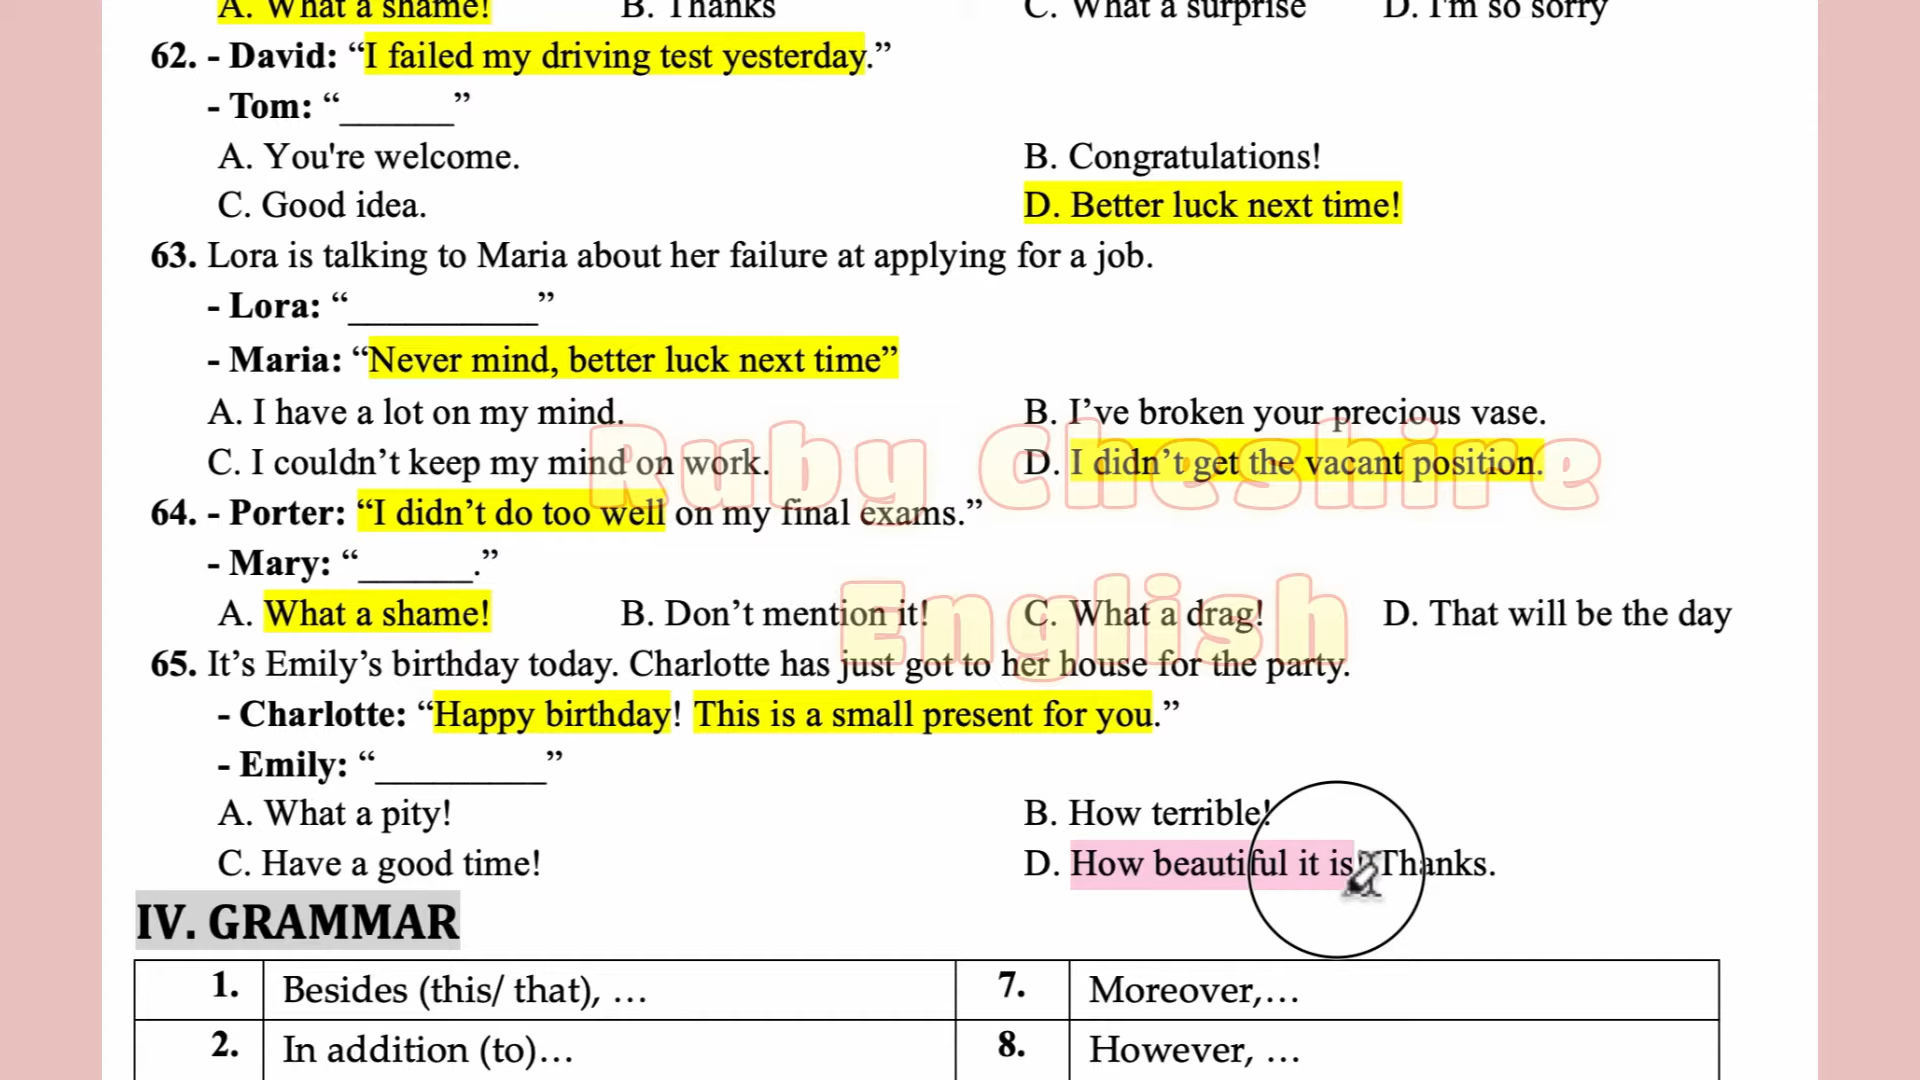 A. What a shame! B. Thanks C. What a surprise D. I'm so sorry
62. - David: “I failed my driving test yesterday.”
- Tom: “______”
A. You're welcome. B. Congratulations!
C. Good idea. D. Better luck next time!
63. Lora is talking to Maria about her failure at applying for a job.
- Lora: “__________”
- Maria: “Never mind, better luck next time”
A. I have a lot on my mind. B. I’ve broken your precious vase.
C. I couldn’t keep my mind on work. D. I didn’t get the vacant position.
Ruby Cheshire
64. - Porter: “I didn’t do too well on my final exams.”
- Mary: “______.”
A. What a shame! B. Don’t mention it! C. What a drag! D. That will be the day
English
65. It’s Emily’s birthday today. Charlotte has just got to her house for the party.
- Charlotte: “Happy birthday! This is a small present for you.”
- Emily: “_________”
A. What a pity! B. How terrible!
C. Have a good time! D. How beautiful it is! Thanks.
IV. GRAMMAR
1. Besides (this/ that), … 7. Moreover,…
2. In addition (to)… 8. However, …